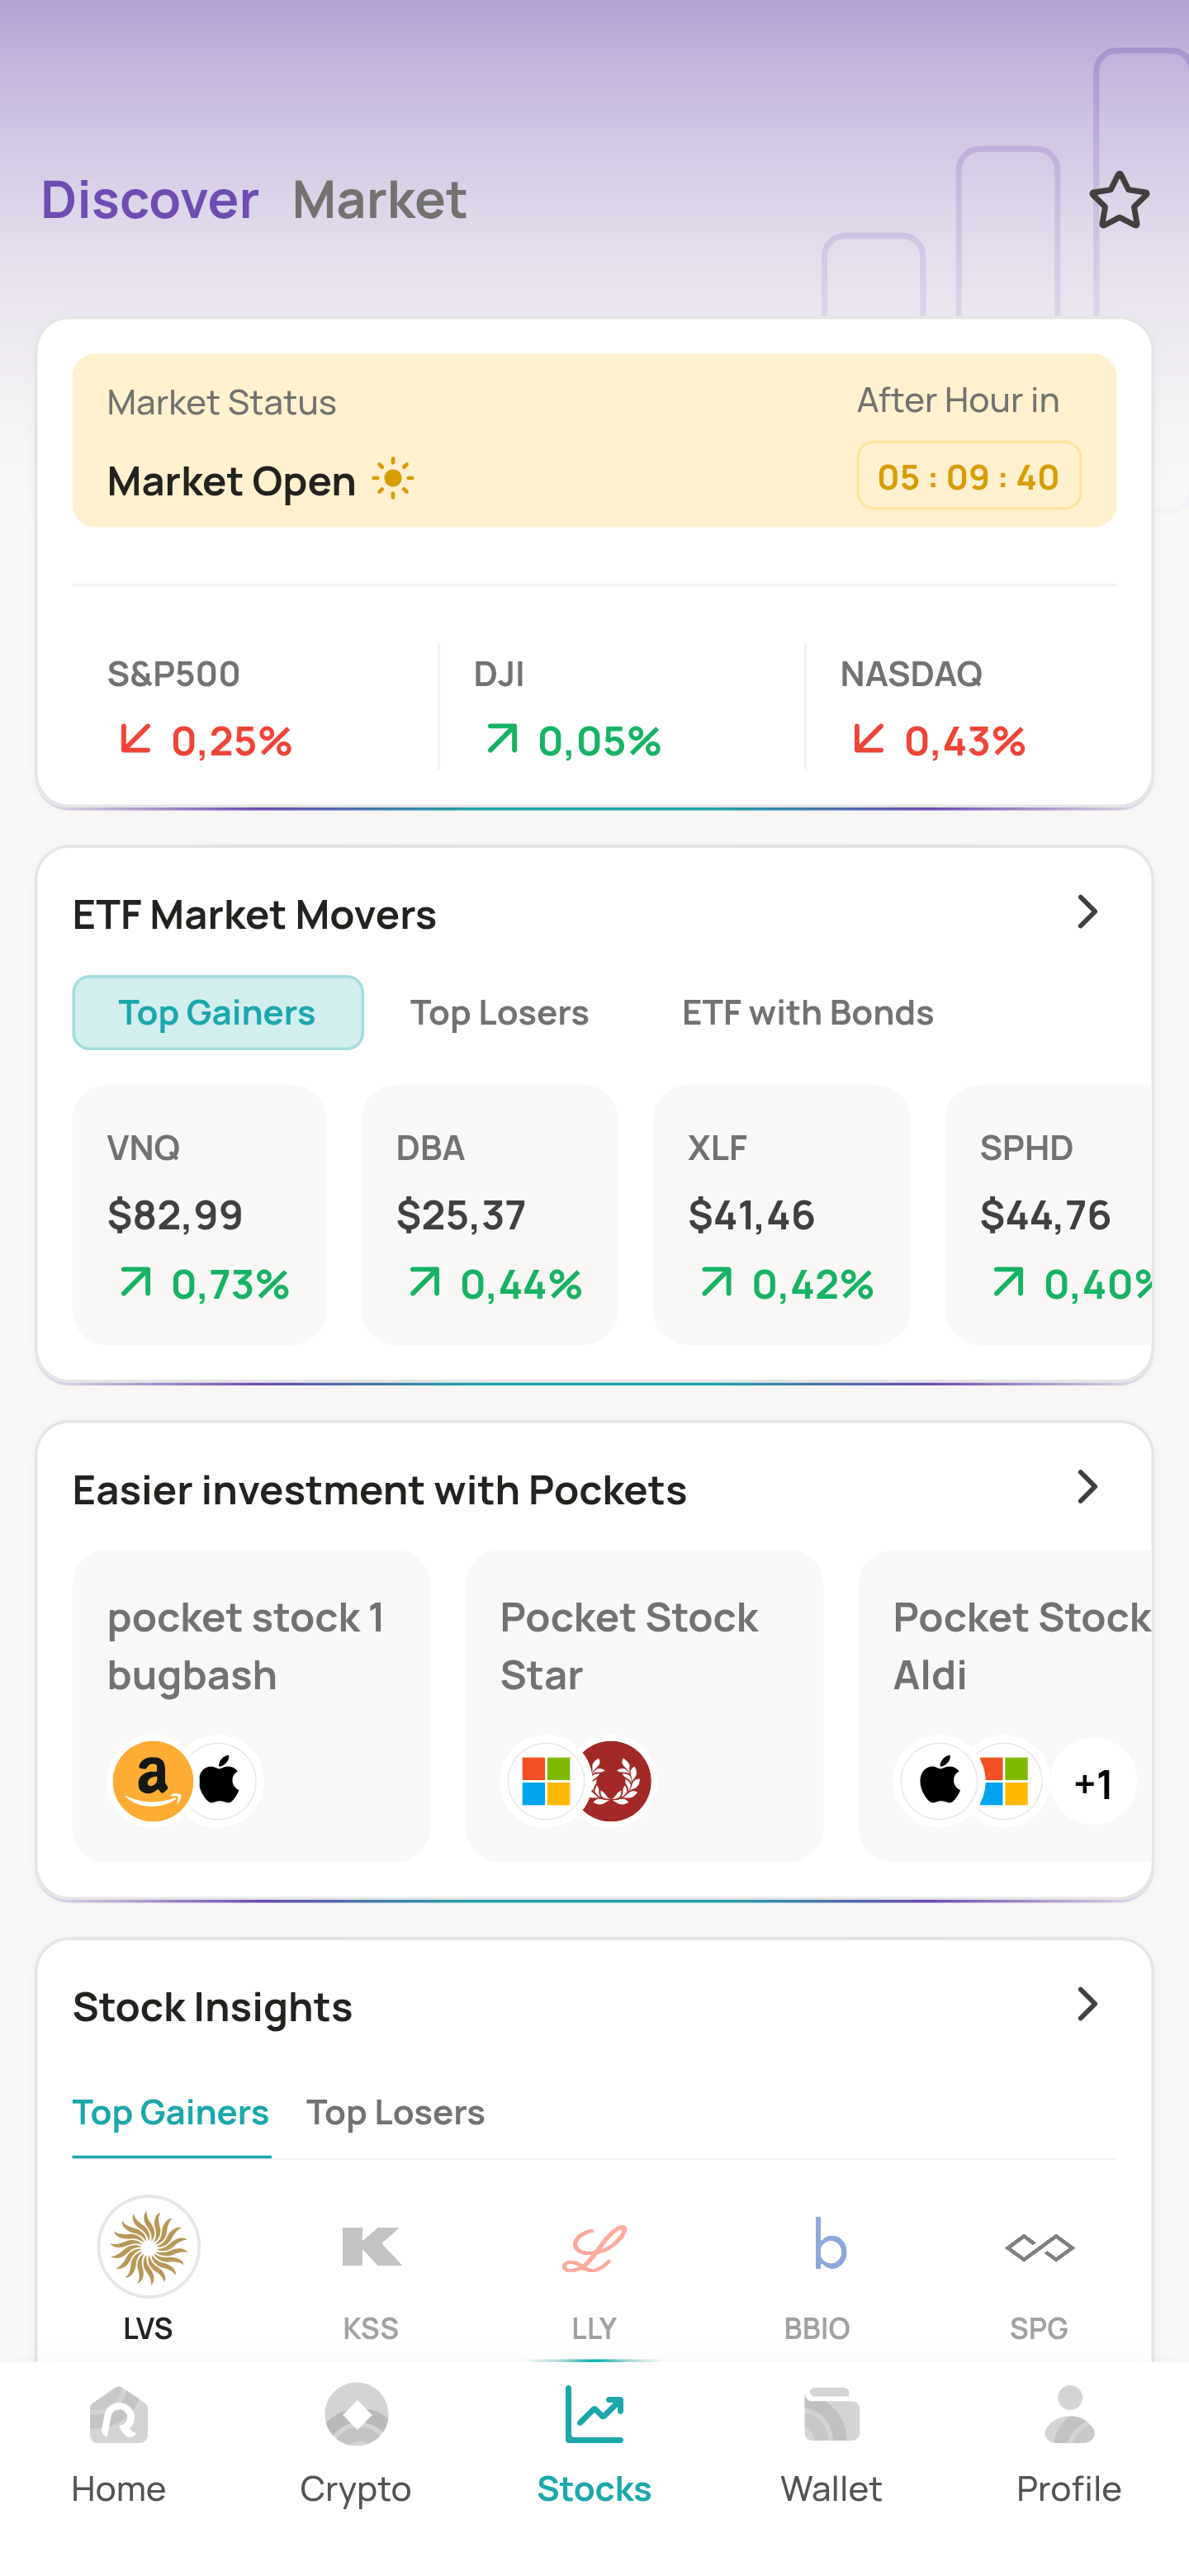 Discover Market
Market Status
After Hour in
Market Open
05 : 09 : 40
S&P500
DJI
NASDAQ
0,25%
0,05%
0,43%
ETF Market Movers
Top Gainers
Top Losers
ETF with Bonds
VNQ
DBA
XLF
SPHD
$82,99
$25,37
$41,46
$44,76
0,73%
0,44%
0,42%
0,40%
Easier investment with Pockets
pocket stock 1
bugbash
Pocket Stock
Star
Pocket Stock
Aldi
a
+1
Stock Insights
Top Gainers
Top Losers
K
L
b
LVS
KSS
LLY
BBIO
SPG
Home
Crypto
Stocks
Wallet
Profile